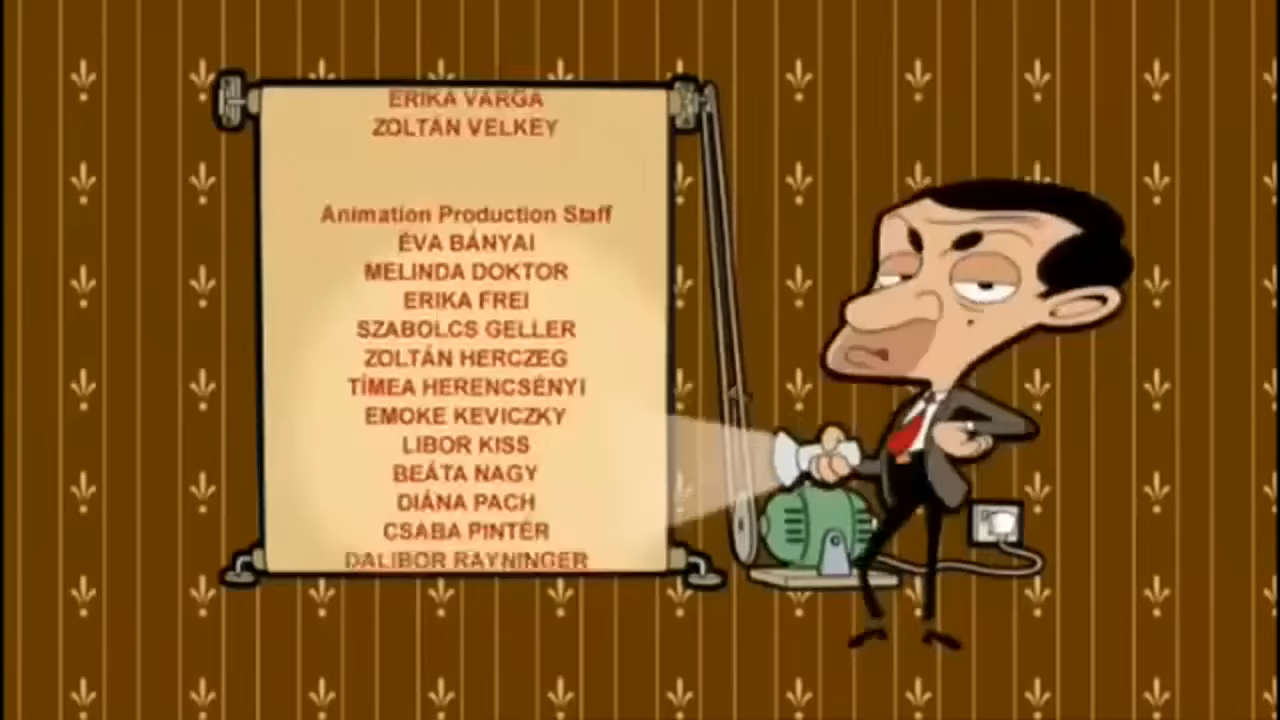 ERIKA VARGA
ZOLTÁN VELKEY
Animation Production Staff
ÉVA BÁNYAI
MELINDA DOKTOR
ERIKA FREI
SZABOLCS GELLER
ZOLTÁN HERCZEG
TÍMEA HERENCSÉNYI
EMOKE KEVICZKY
LIBOR KISS
BEÁTA NAGY
DIÁNA PACH
CSABA PINTÉR
DALIBOR RAYNINGER